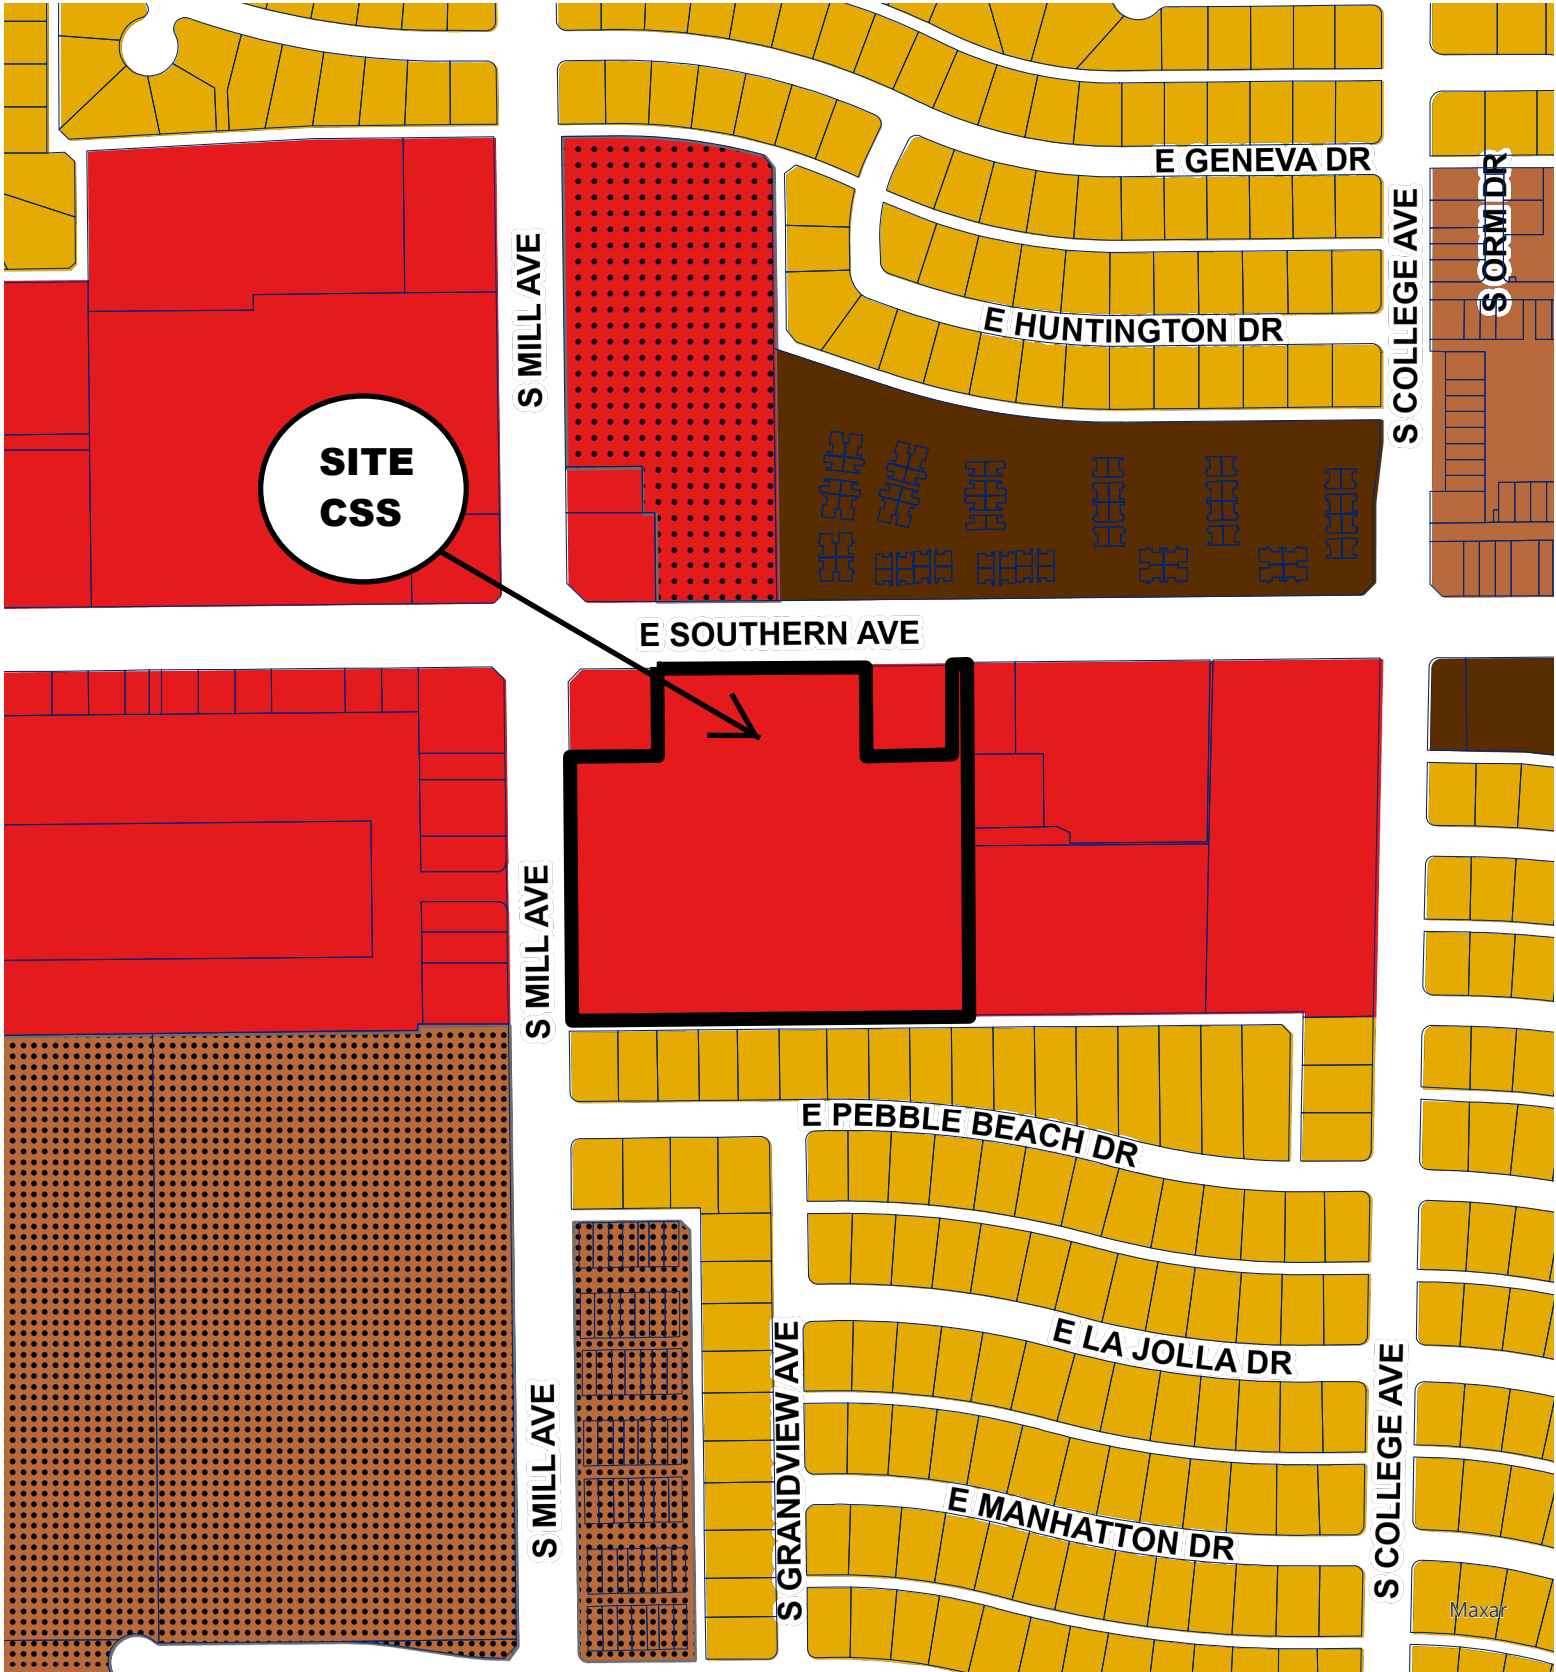 E GENEVA DR
S ORM DR
S COLLEGE AVE
S MILL AVE
E HUNTINGTON DR
SITE
CSS
E SOUTHERN AVE
S MILL AVE
E PEBBLE BEACH DR
E LA JOLLA DR
S GRANDVIEW AVE
S COLLEGE AVE
S MILL AVE
E MANHATTON DR
Maxar